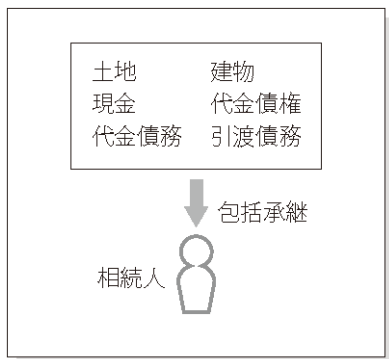 土地 建物
現金 代金債権
代金債務 引渡債務
包括承継
相続人